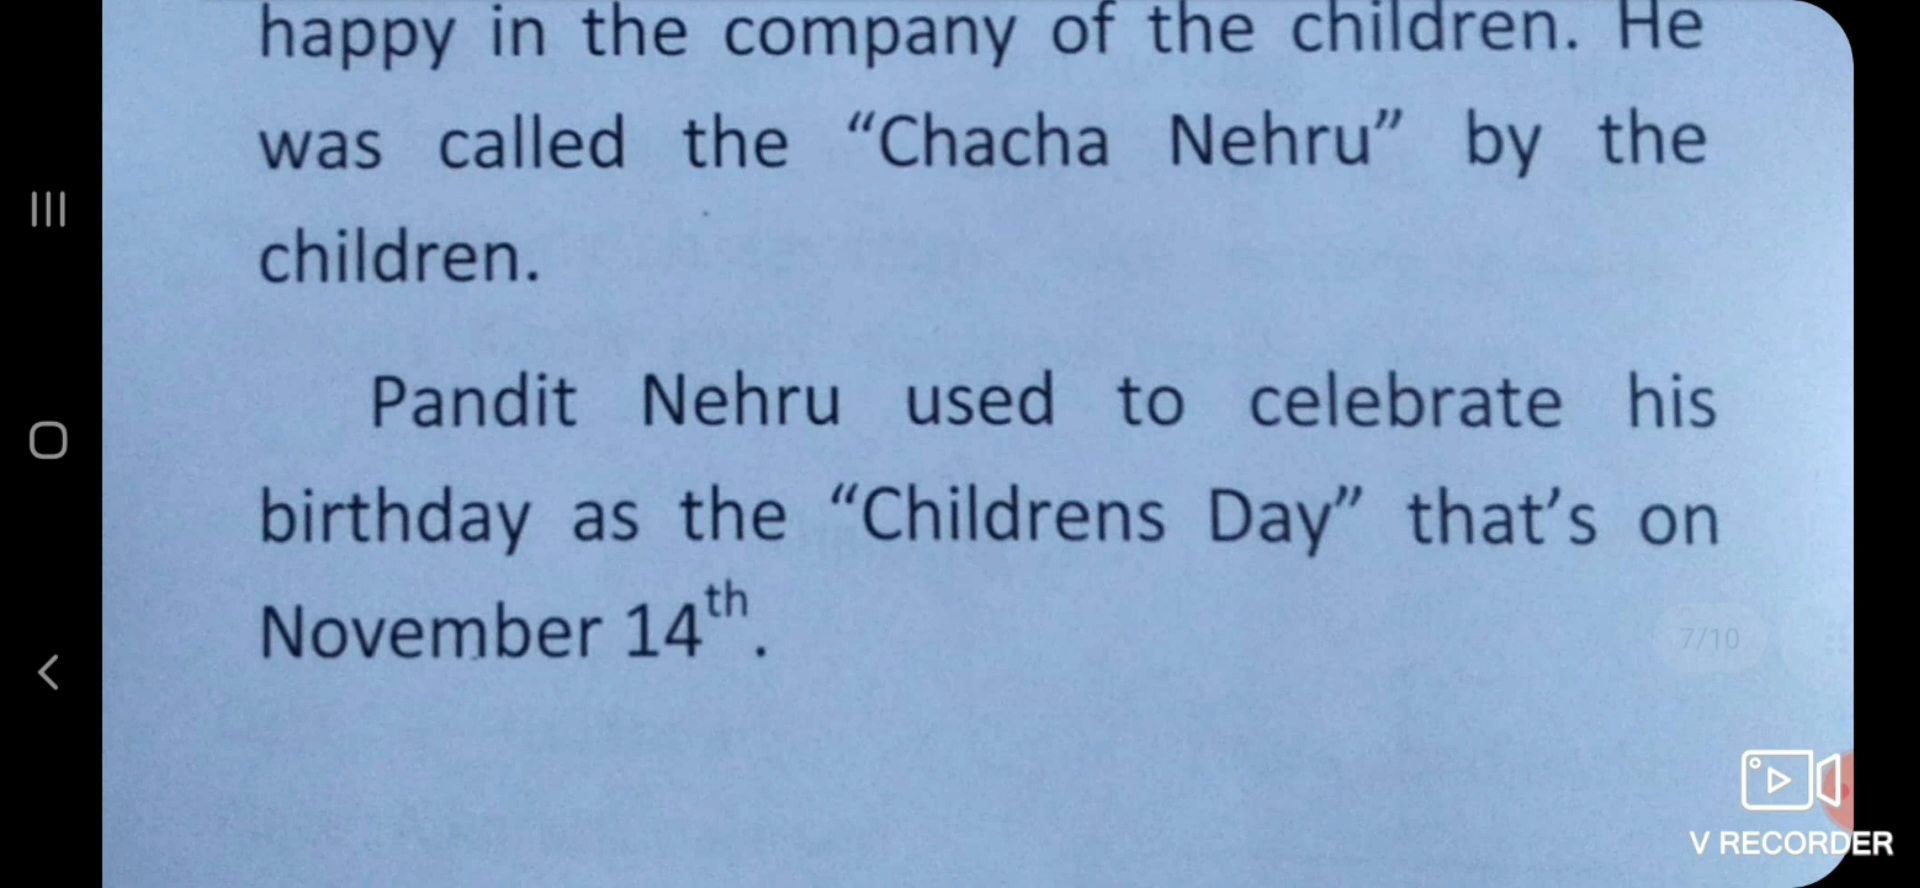 happy in the company of the children. He
was called the “Chacha Nehru” by the
children.
Pandit Nehru used to celebrate his
birthday as the “Childrens Day” that’s on
November 14th.
7/10
V RECORDER